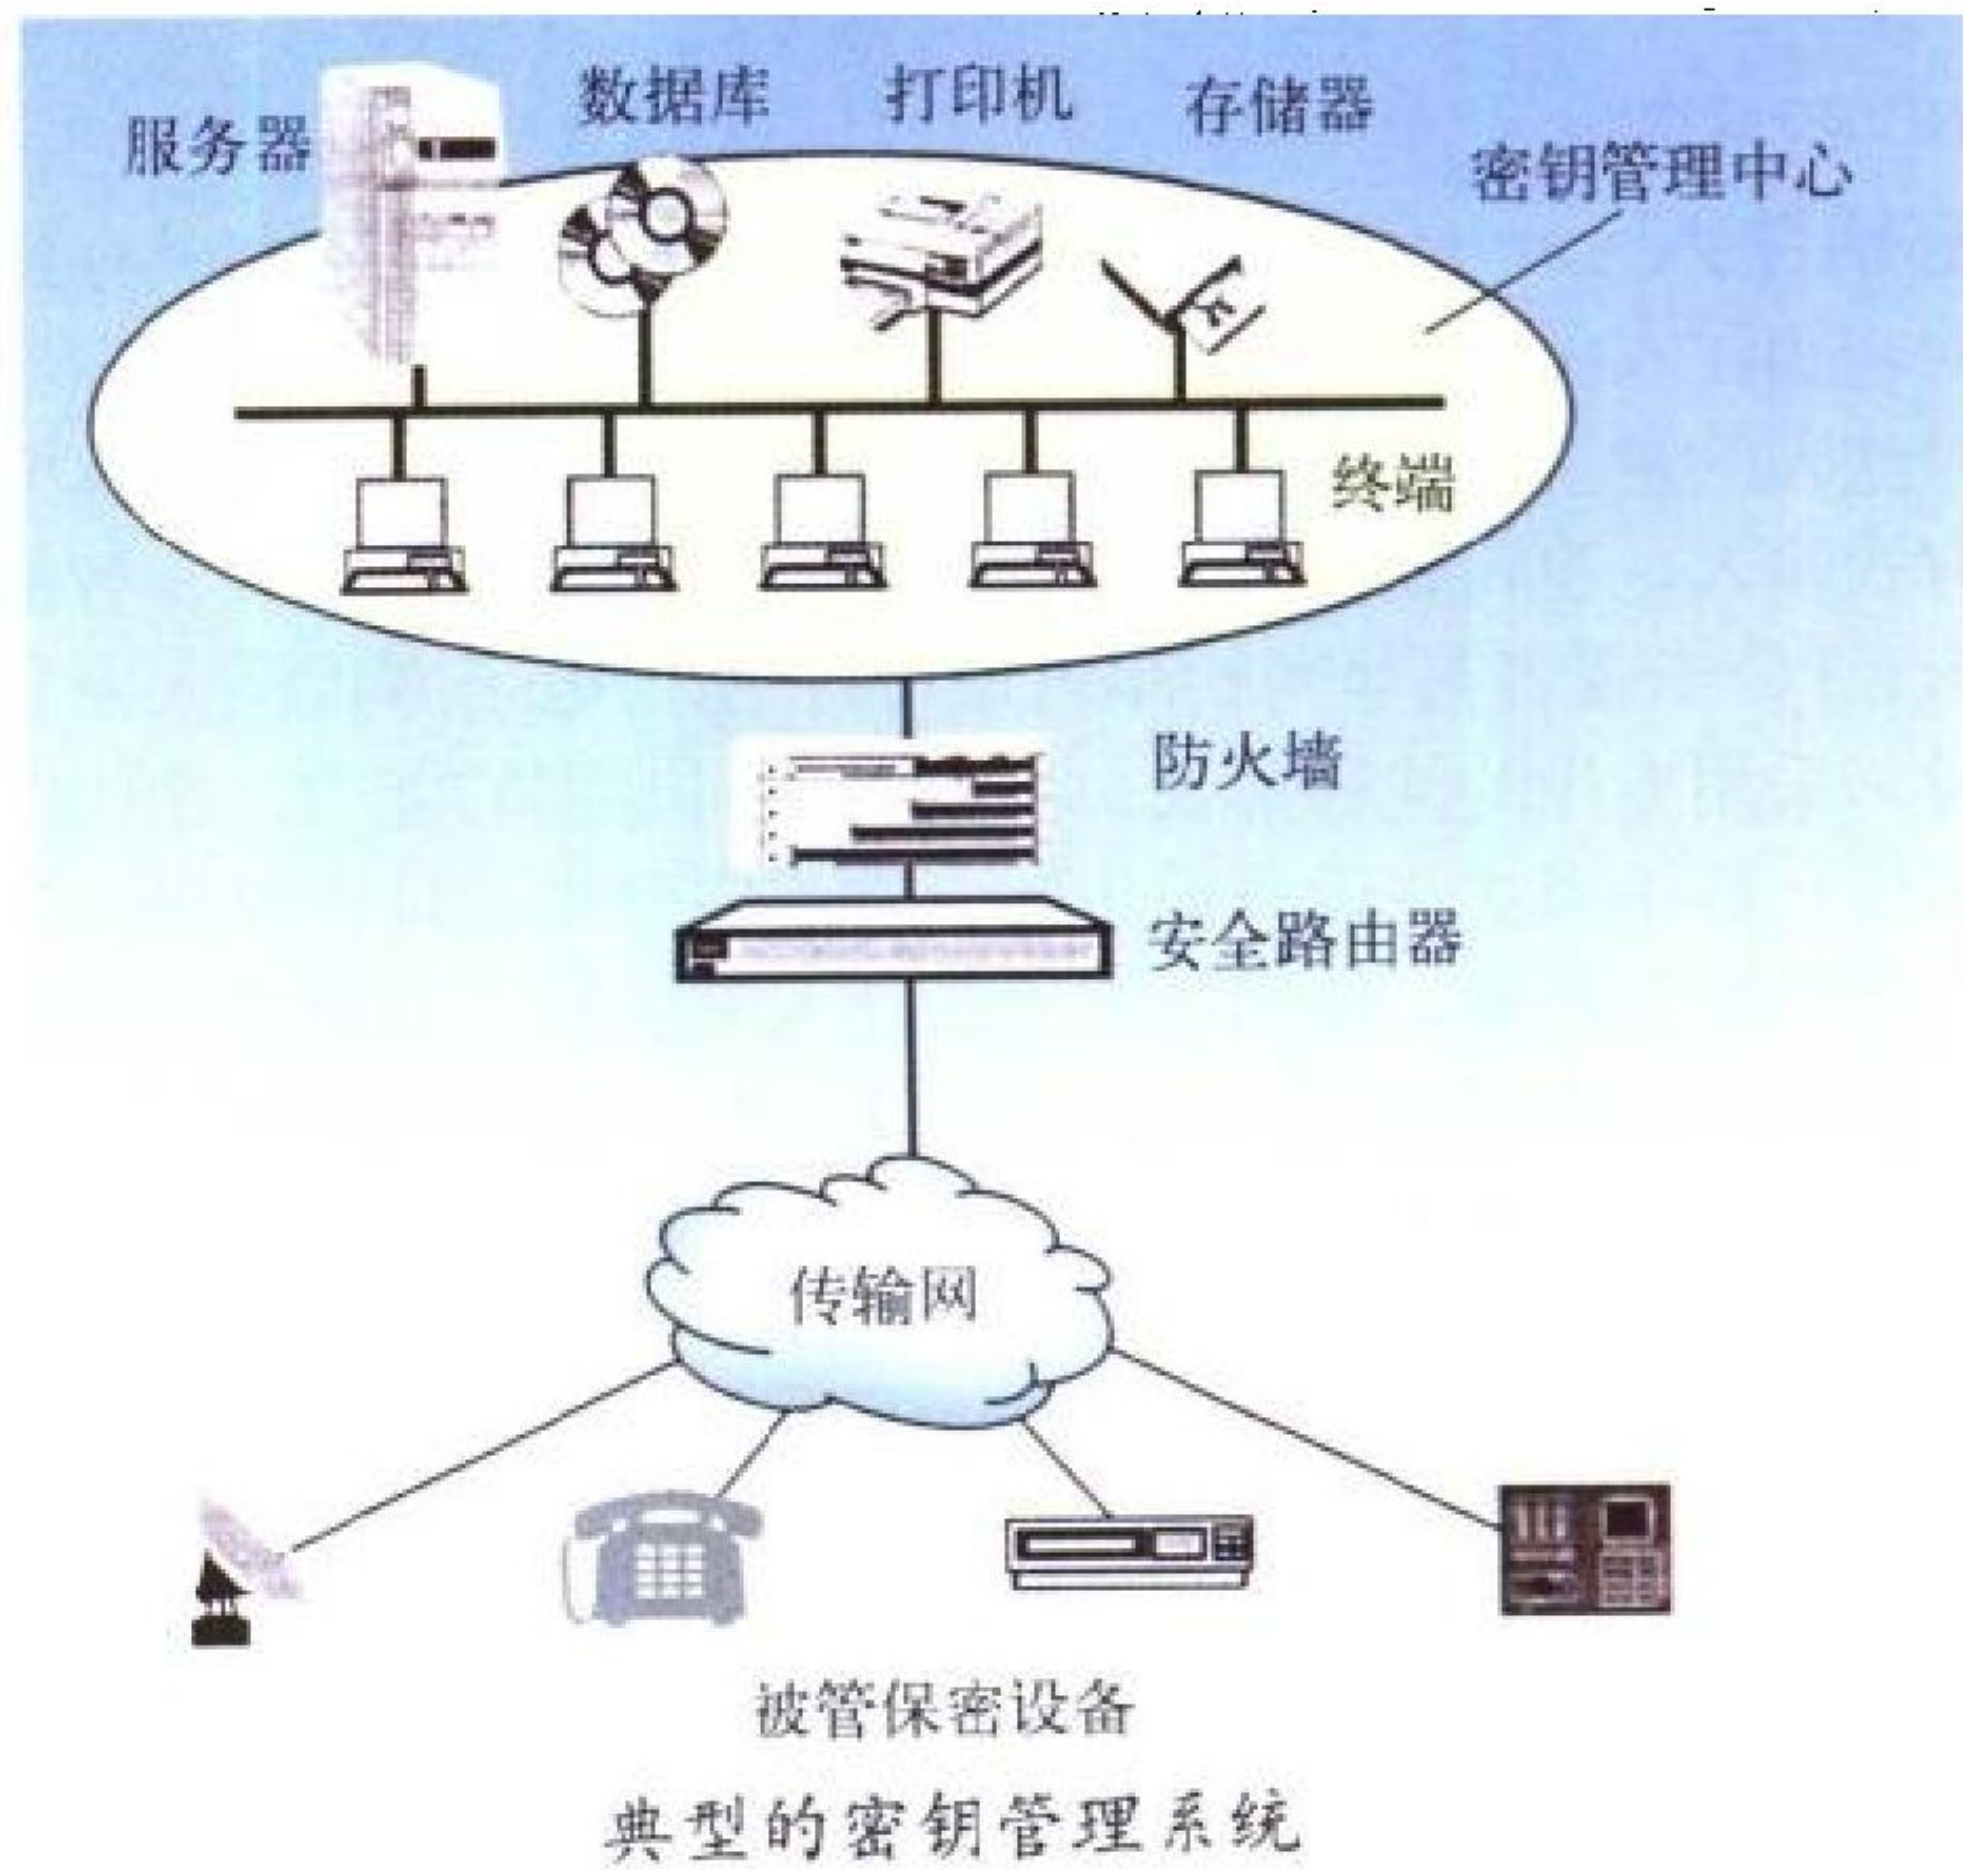 服务器
数据库
打印机
存储器
密钥管理中心
终端
防火墙
安全路由器
传输网
被管保密设备
典型的密钥管理系统